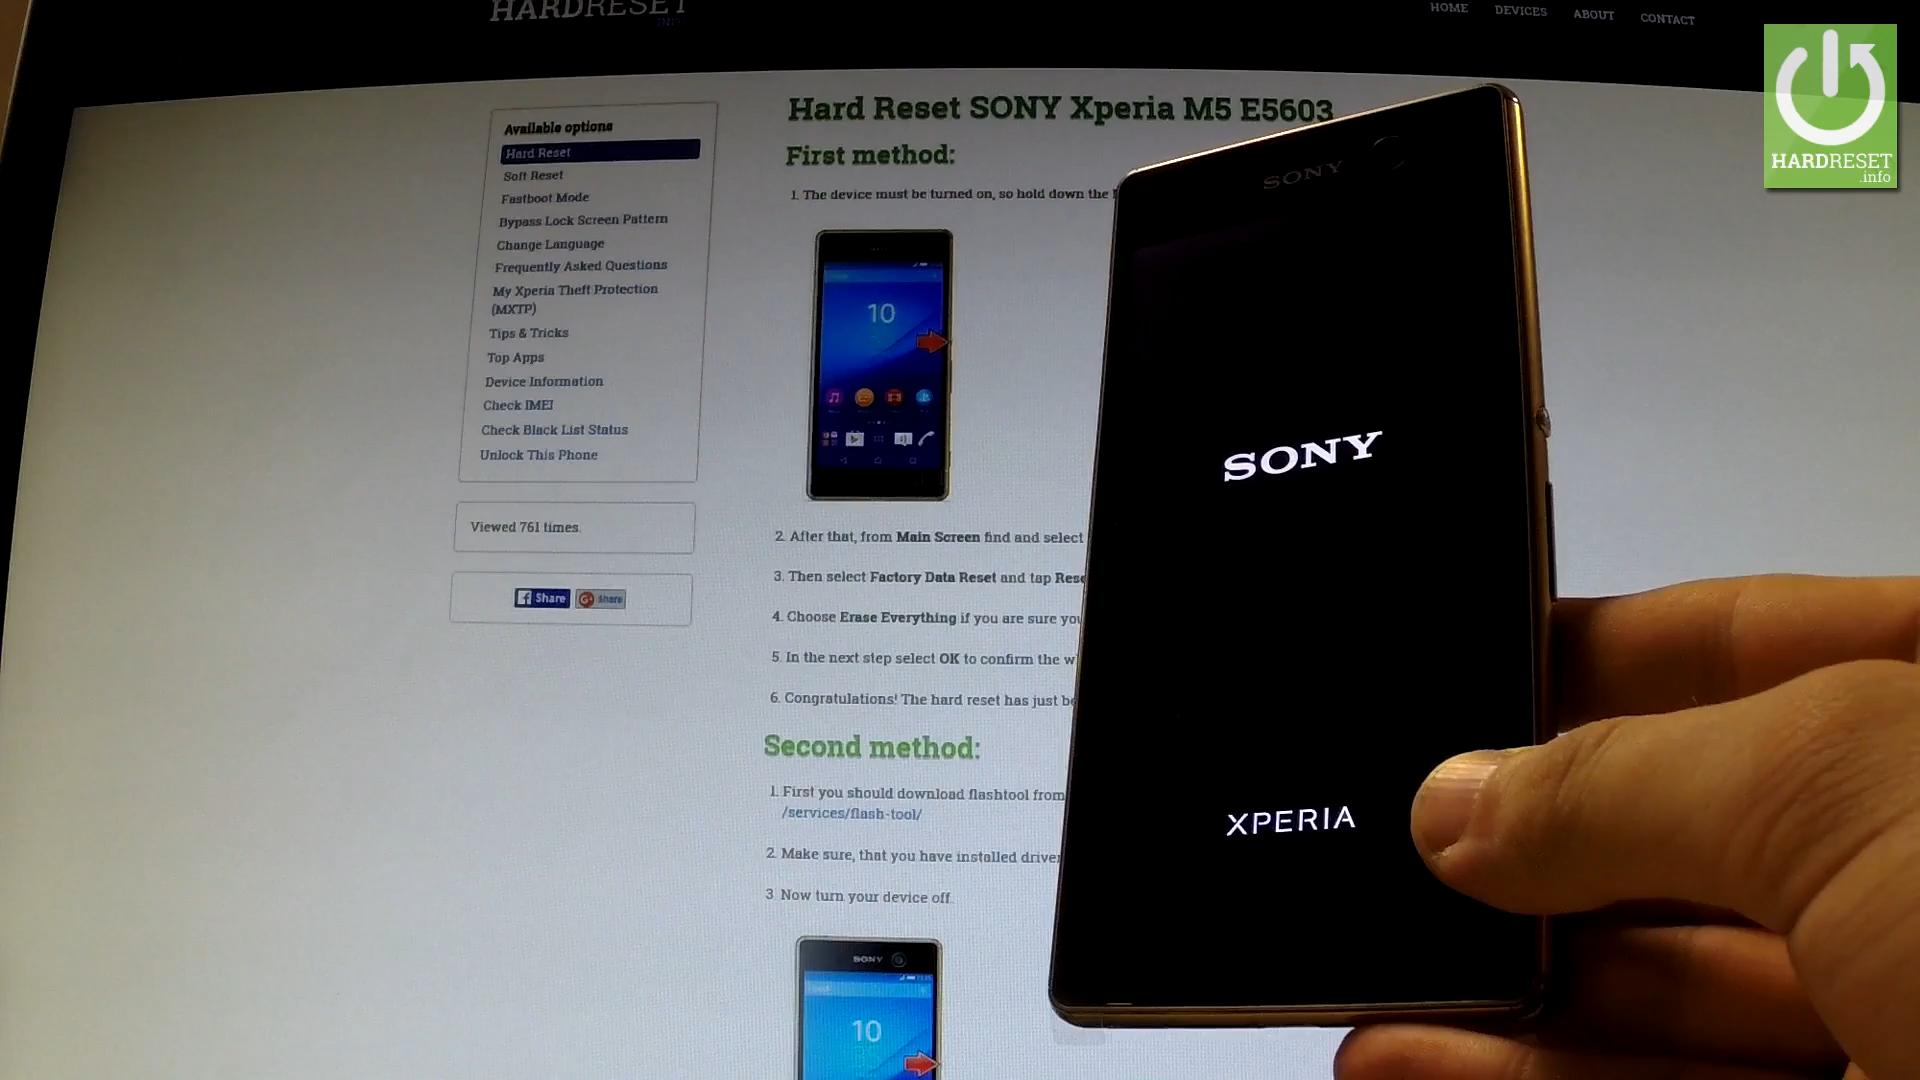 HARDRESET
HOME DEVICES ABOUT CONTACT
HARDRESET
.info
Available options
Hard Reset
Soft Reset
Fastboot Mode
Bypass Lock Screen Pattern
Change Language
Frequently Asked Questions
My Xperia Theft Protection
(MXTP)
Tips & Tricks
Top Apps
Device Information
Check IMEI
Check Black List Status
Unlock This Phone
Viewed 761 times.
Share
Share
Hard Reset SONY Xperia M5 E5603
First method:
1. The device must be turned on, so hold down the
10
2. After that, from Main Screen find and select
3. Then select Factory Data Reset and tap Rese
4. Choose Erase Everything if you are sure you
5. In the next step select OK to confirm the w
6. Congratulations! The hard reset has just be
Second method:
1. First you should download flashtool from
/services/flash-tool/
2. Make sure, that you have installed driver
3. Now turn your device off.
SONY
10
SONY
SONY
XPERIA